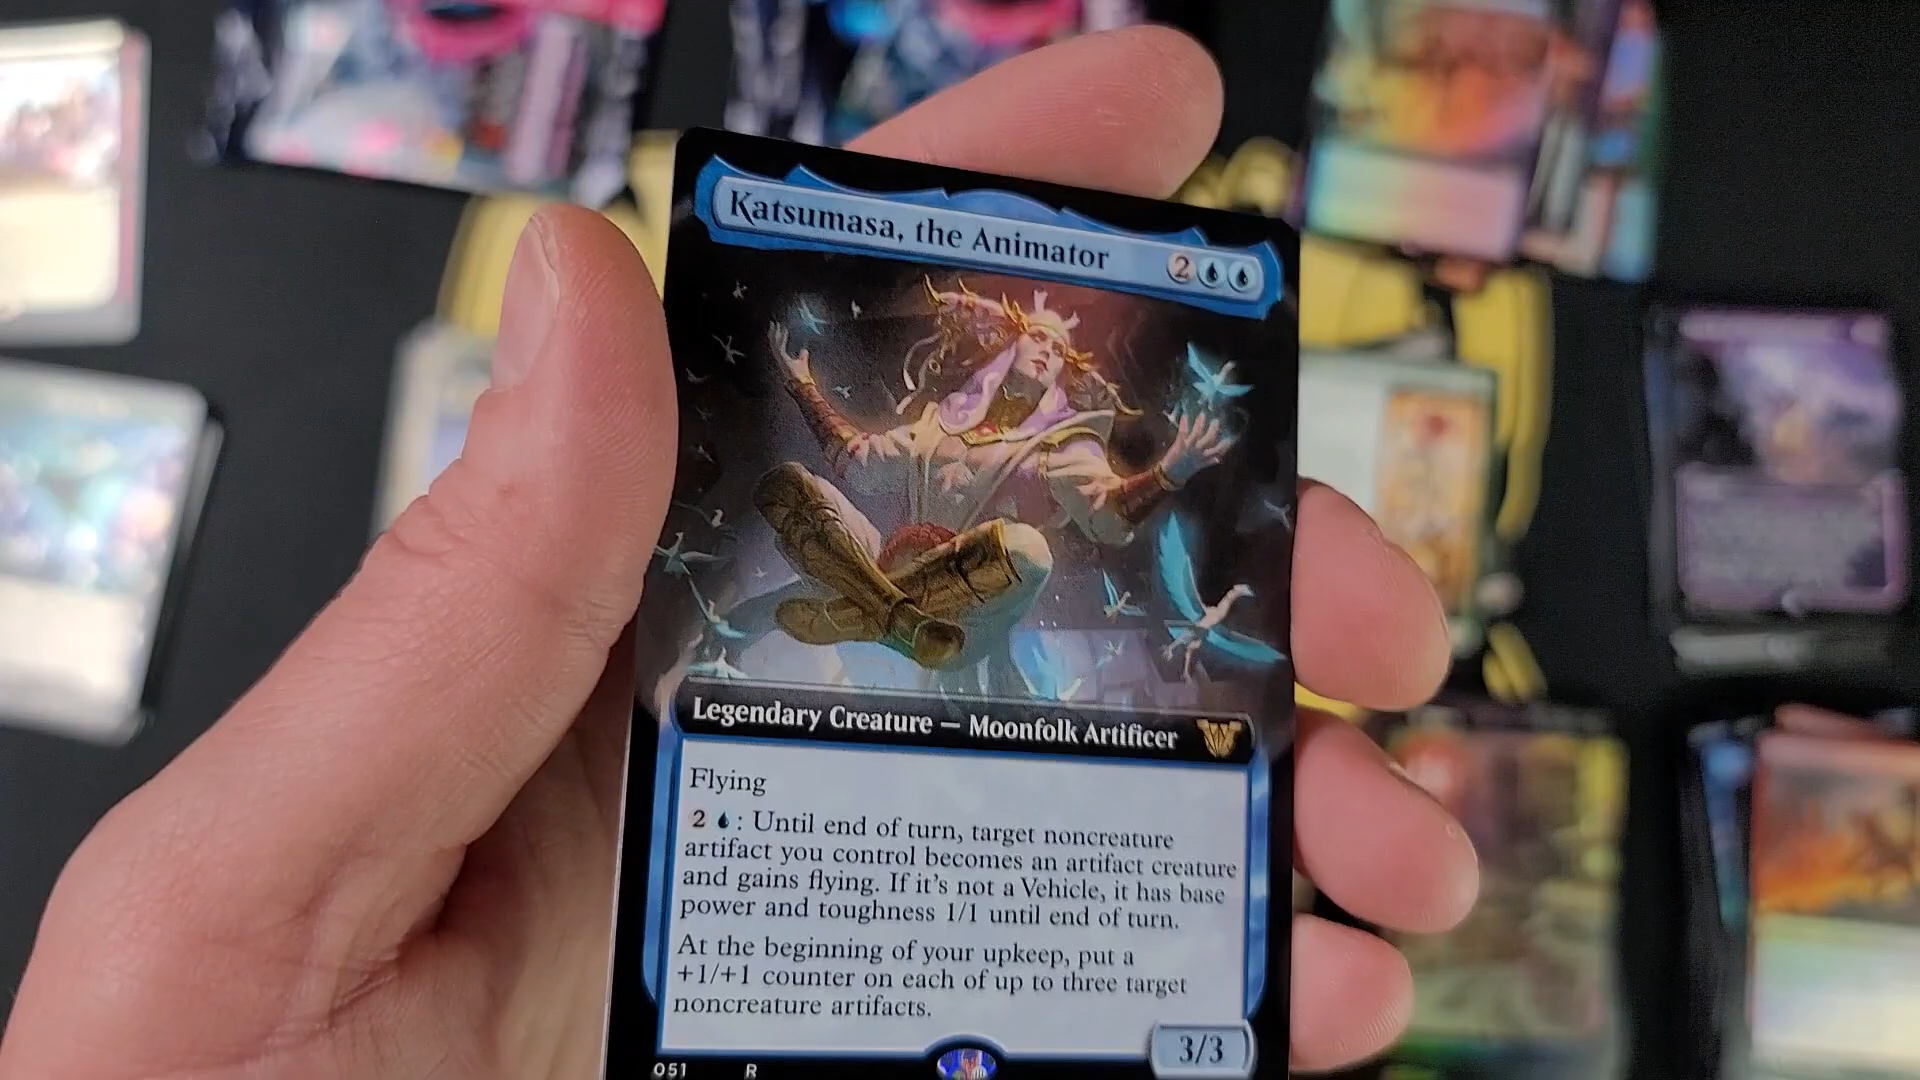 Katsumasa, the Animator 2
Legendary Creature — Moonfolk Artificer
Flying
2 : Until end of turn, target noncreature
artifact you control becomes an artifact creature
and gains flying. If it's not a Vehicle, it has base
power and toughness 1/1 until end of turn.
At the beginning of your upkeep, put a
+1/+1 counter on each of up to three target
noncreature artifacts.
3/3
051 R